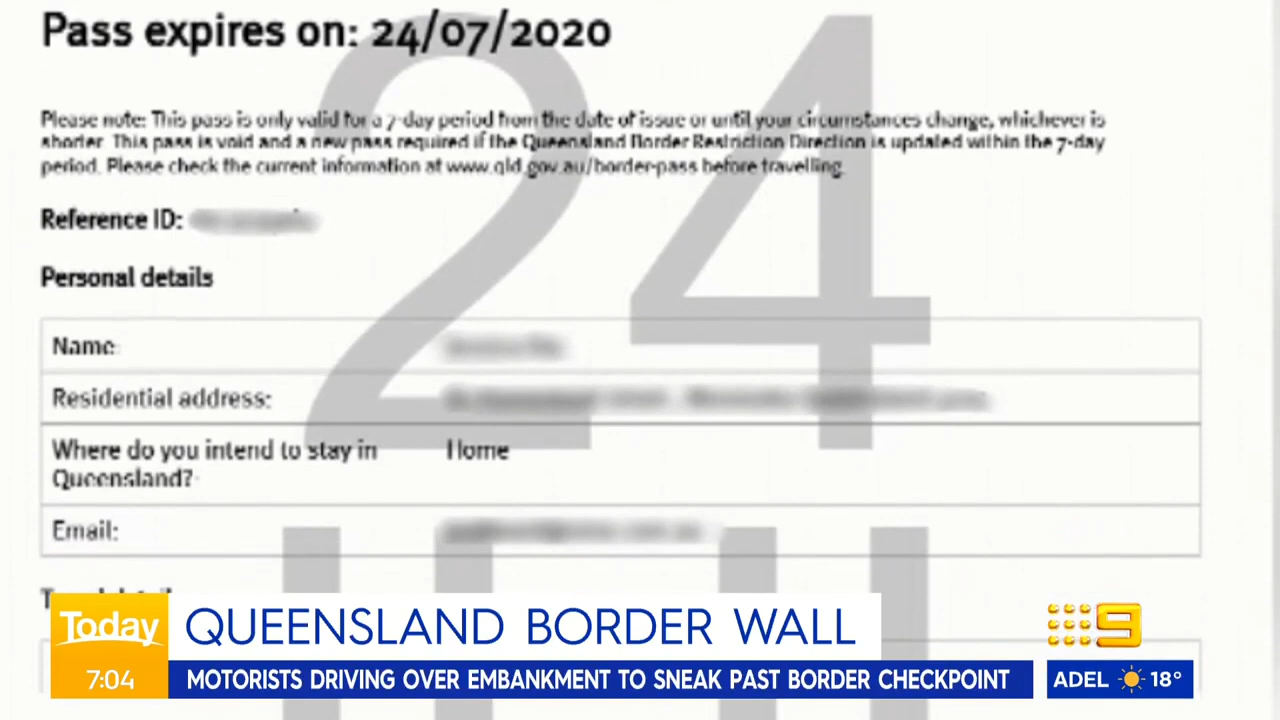 Pass expires on: 24/07/2020
Please note: This pass is only valid for a 7-day period from the date of issue or until your circumstances change, whichever is
shorter. This pass is void and a new pass required if the Queensland Border Restriction Direction is updated within the 7-day
period. Please check the current information at www.qld.gov.au/border-pass before travelling.
24
Reference ID:
Personal details
Name
Residential address:
Where do you intend to stay in Home
Queensland?
Email:
Today
QUEENSLAND BORDER WALL
9
7:04
MOTORISTS DRIVING OVER EMBANKMENT TO SNEAK PAST BORDER CHECKPOINT
ADEL 18°